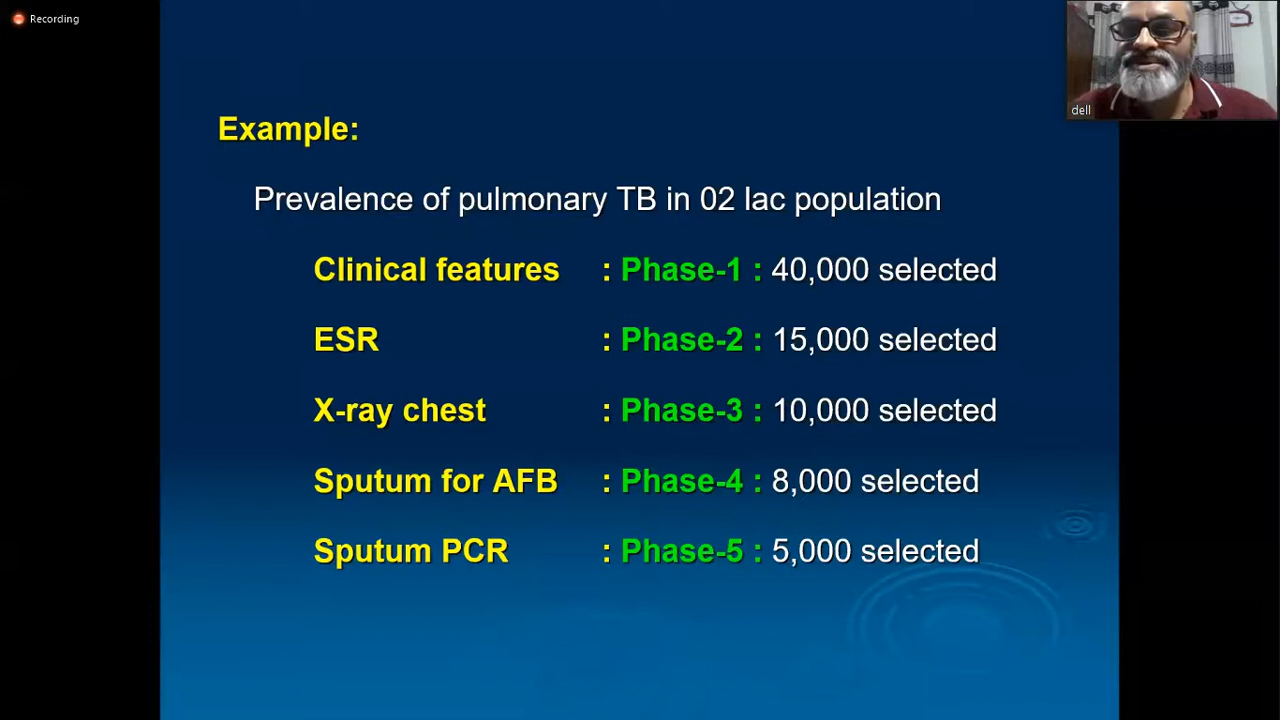 Recording
dell
Example:
Prevalence of pulmonary TB in 02 lac population
Clinical features : Phase-1 : 40,000 selected
ESR : Phase-2 : 15,000 selected
X-ray chest : Phase-3 : 10,000 selected
Sputum for AFB : Phase-4 : 8,000 selected
Sputum PCR : Phase-5 : 5,000 selected